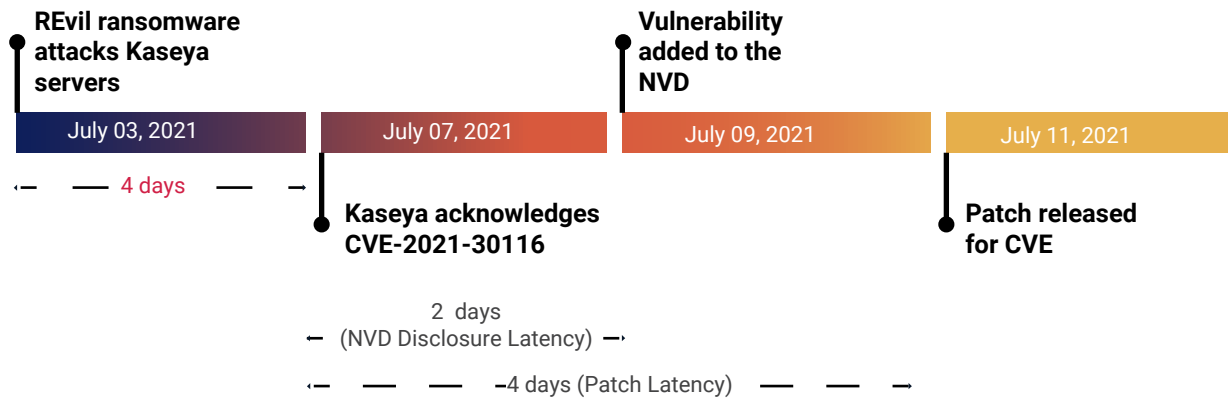 REvil ransomware
attacks Kaseya
servers
Vulnerability
added to the
NVD
July 03, 2021
July 07, 2021
July 09, 2021
July 11, 2021
4 days
Kaseya acknowledges
CVE-2021-30116
Patch released
for CVE
2 days
(NVD Disclosure Latency)
4 days (Patch Latency)